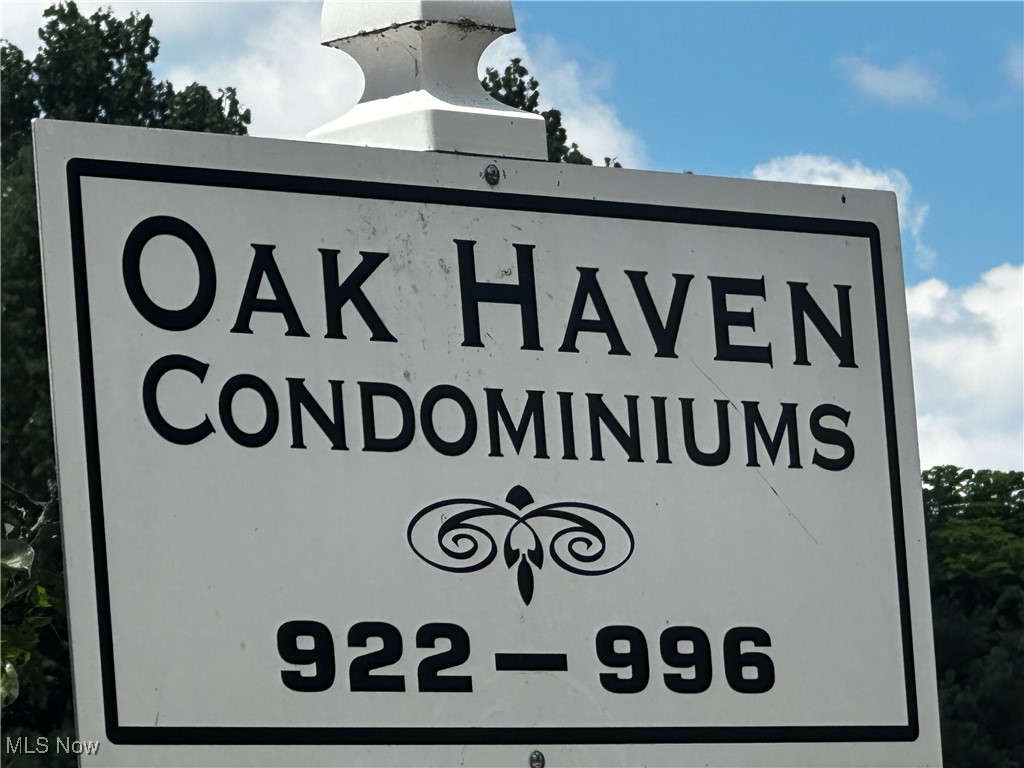 OAK HAVEN
CONDOMINIUMS
922 – 996
MLS Now